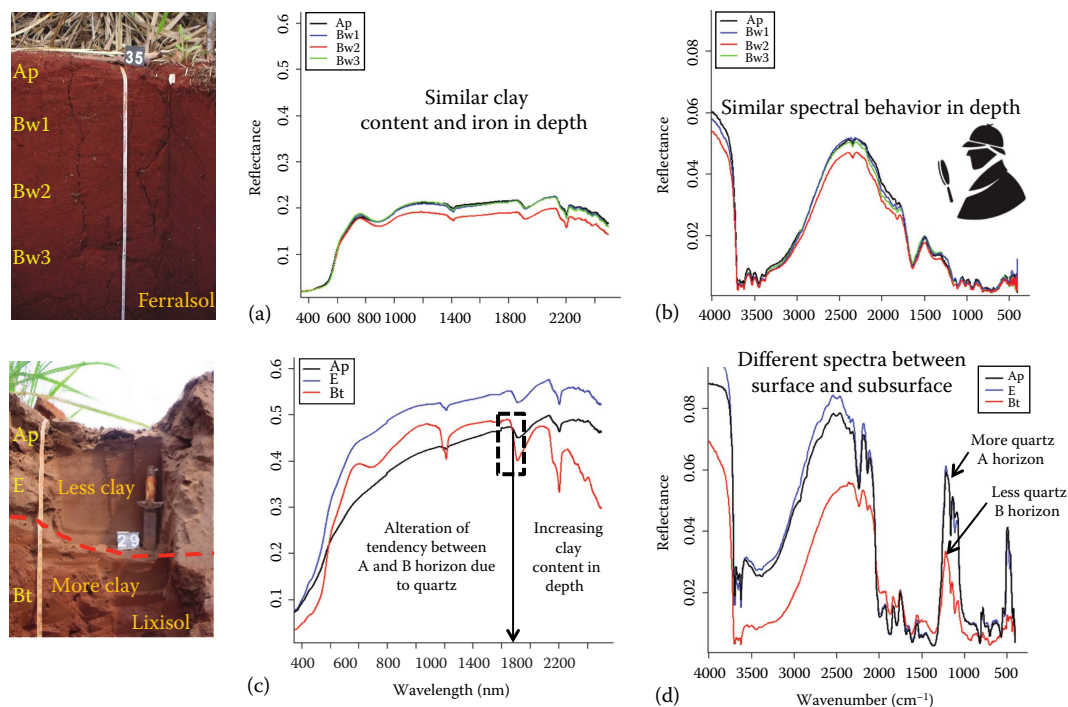 35
Ap
Bw1
Bw2
Bw3
Ferralsol
0.6
0.5
0.4
0.3
0.2
0.1
Reflectance
Ap
Bw1
Bw2
Bw3
Similar clay
content and iron in depth
400 600 800 1000 1400 1800 2200
(a)
0.08
0.06
0.04
0.02
Reflectance
Ap
Bw1
Bw2
Bw3
Similar spectral behavior in depth
4000 3500 3000 2500 2000 1500 1000 500
(b)
Ap
E
Bt
Less clay
29
More clay
Lixisol
0.6
0.5
0.4
0.5
0.2
0.1
Reflectance
Ap
E
Bt
Alteration of
tendency between
A and B horizon due
to quartz
Increasing
clay
content in
depth
400 600 600 800 1000 1400 1800 2200
Wavelength (nm)
(c)
Different spectra between
surface and subsurface
0.08
0.06
0.04
0.02
Reflectance
Ap
E
Bt
More quartz
A horizon
Less quartz
B horizon
4000 3500 3000 2500 2000 1500 1000 500
Wavenumber (cm⁻¹)
(d)